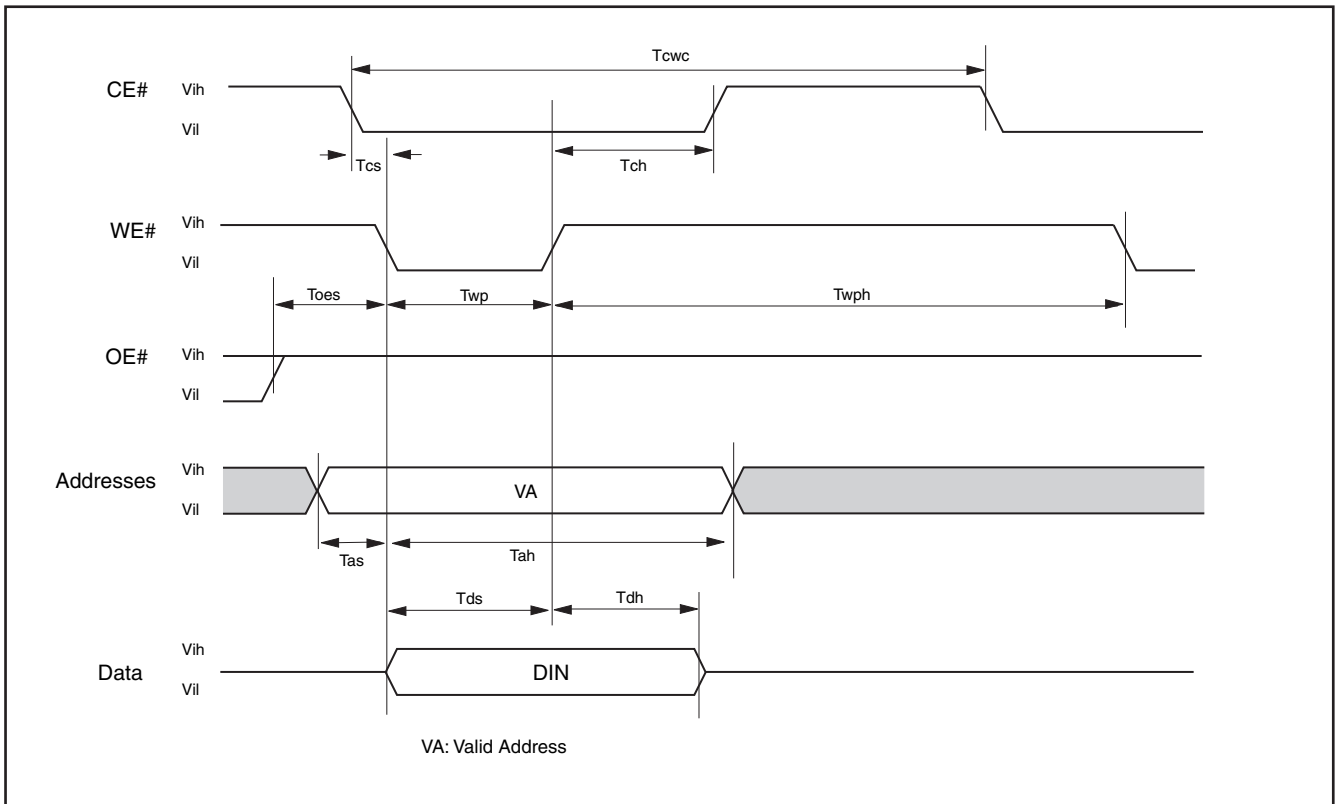 Tcwc
CE#
Vih
Vil
Tcs
Tch
WE#
Vih
Vil
Toes
Twp
Twph
OE#
Vih
Vil
Addresses
Vih
VA
Vil
Tas
Tah
Tds
Tdh
Data
Vih
DIN
Vil
VA: Valid Address